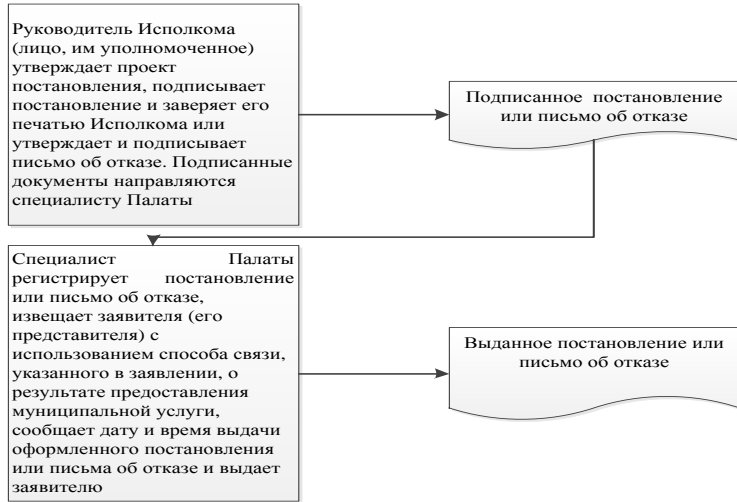 Руководитель Исполкома
(лицо, им уполномоченное)
утверждает проект
постановления, подписывает
постановление и заверяет его
печатью Исполкома или
утверждает и подписывает
письмо об отказе. Подписанные
документы направляются
специалисту Палаты
Подписанное постановление
или письмо об отказе
Специалист Палаты
регистрирует постановление
или письмо об отказе,
извещает заявителя (его
представителя) с
использованием способа связи,
указанного в заявлении, о
результате предоставления
муниципальной услуги,
сообщает дату и время выдачи
оформленного постановления
или письма об отказе и выдает
заявителю
Выданное постановление или
письмо об отказе